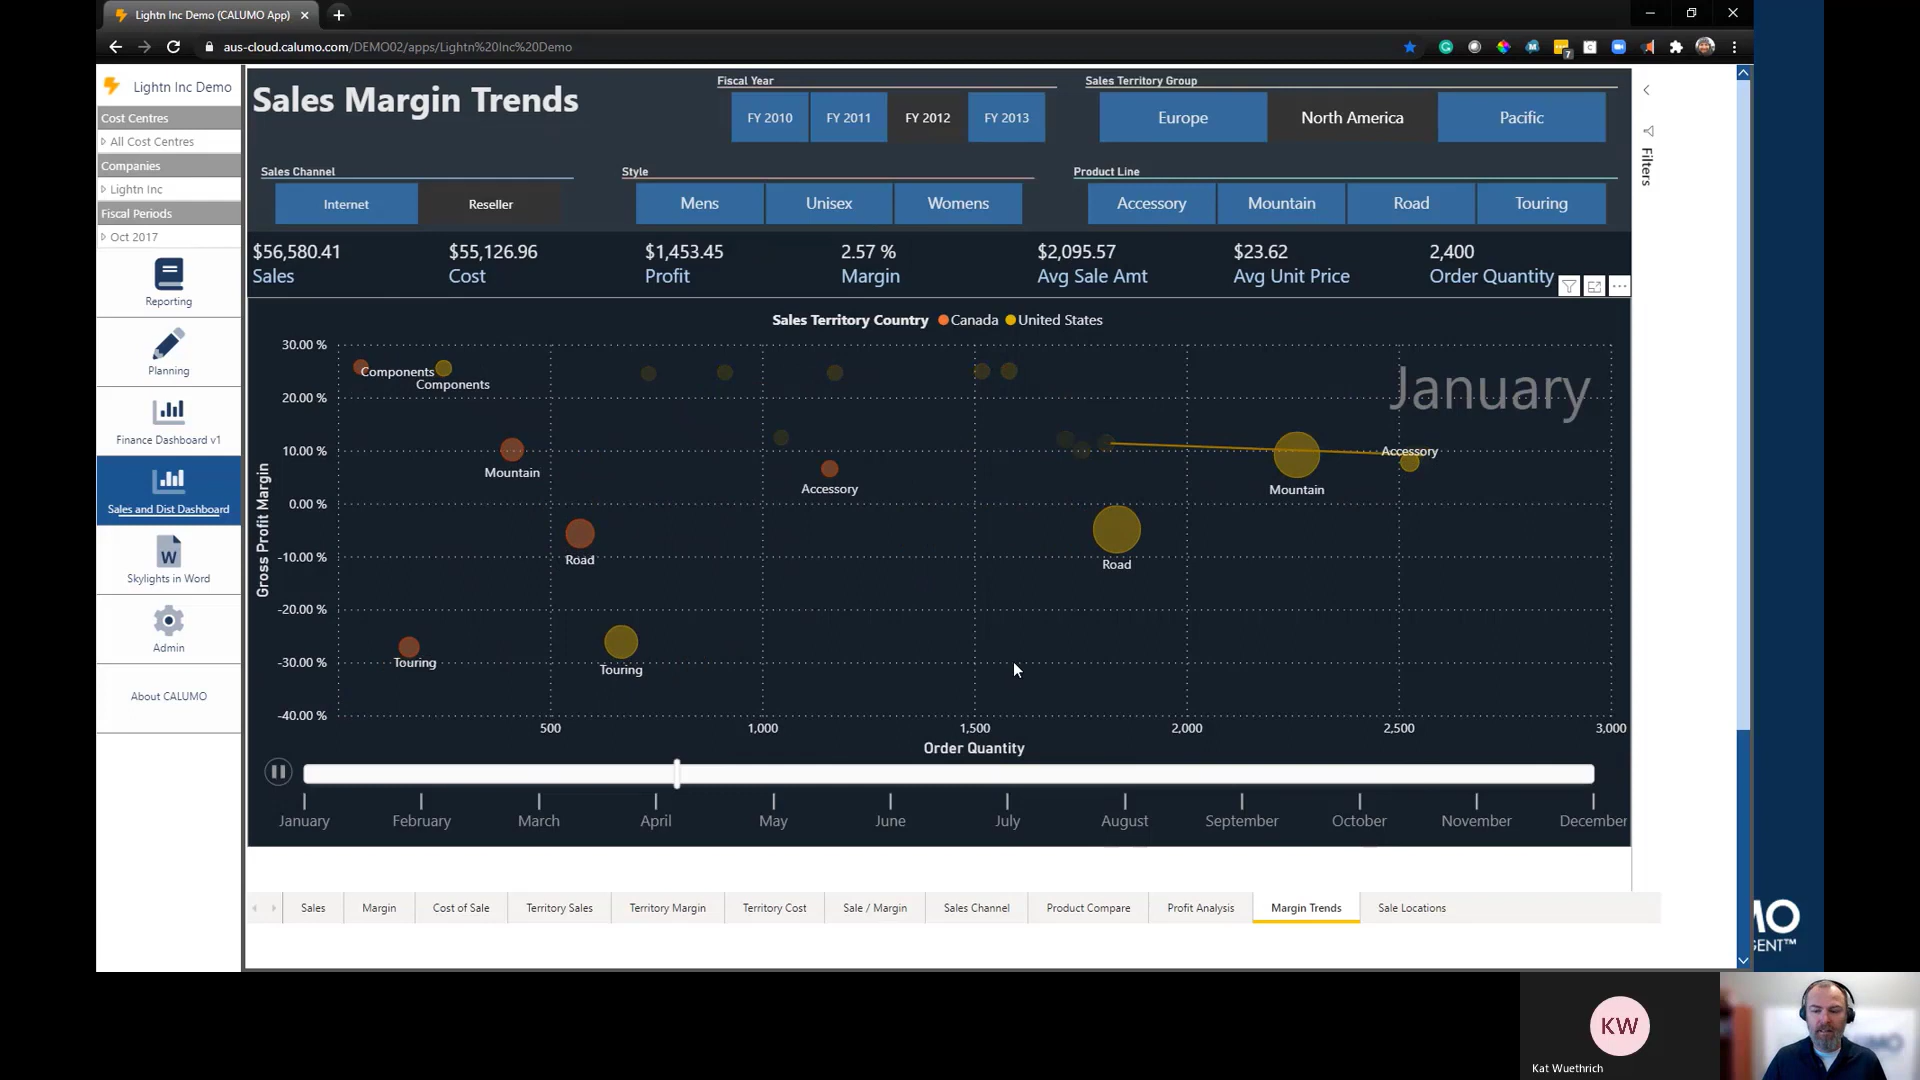 Lightn Inc Demo (CALUMO App)
aus-cloud.calumo.com/DEMO02/apps/Lightn%20Inc%20Demo
7
Lightn Inc Demo
Cost Centres
All Cost Centres
Companies
Lightn Inc
Fiscal Periods
Oct 2017
Reporting
Planning
Finance Dashboard v1
Sales and Dist Dashboard
W
Skylights in Word
Admin
About CALUMO
Sales Margin Trends
Fiscal Year
FY 2010 FY 2011 FY 2012 FY 2013
Sales Territory Group
Europe North America Pacific
Sales Channel
Internet Reseller
Style
Mens Unisex Womens
Product Line
Accessory Mountain Road Touring
$56,580.41 $55,126.96 $1,453.45 2.57 % $2,095.57 $23.62 2,400
Sales Cost Profit Margin Avg Sale Amt Avg Unit Price Order Quantity
Filters
Sales Territory Country Canada United States
January
Gross Profit Margin
30.00 %
20.00 %
10.00 %
0.00 %
-10.00 %
-20.00 %
-30.00 %
-40.00 %
Components
Components
Mountain
Accessory
Accessory
Mountain
Road
Road
Touring
Touring
500 1,000 1,500 2,000 2,500 3,000
Order Quantity
January February March April May June July August September October November December
Sales Margin Cost of Sale Territory Sales Territory Margin Territory Cost Sale / Margin Sales Channel Product Compare Profit Analysis Margin Trends Sale Locations
MO
GENT™
KW
Kat Wuethrich